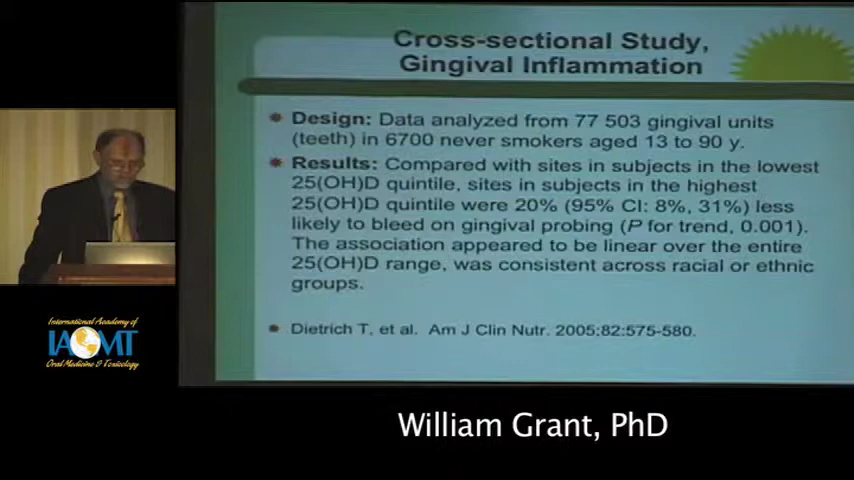 Cross-sectional Study,
Gingival Inflammation
Design: Data analyzed from 77 503 gingival units
(teeth) in 6700 never smokers aged 13 to 90 y.
Results: Compared with sites in subjects in the lowest
25(OH)D quintile, sites in subjects in the highest
25(OH)D quintile were 20% (95% CI: 8%, 31%) less
likely to bleed on gingival probing (P for trend, 0.001).
The association appeared to be linear over the entire
25(OH)D range, was consistent across racial or ethnic
groups.
Dietrich T, et al. Am J Clin Nutr. 2005;82:575-580.
International Academy of
IAOMT
Oral Medicine & Toxicology
William Grant, PhD